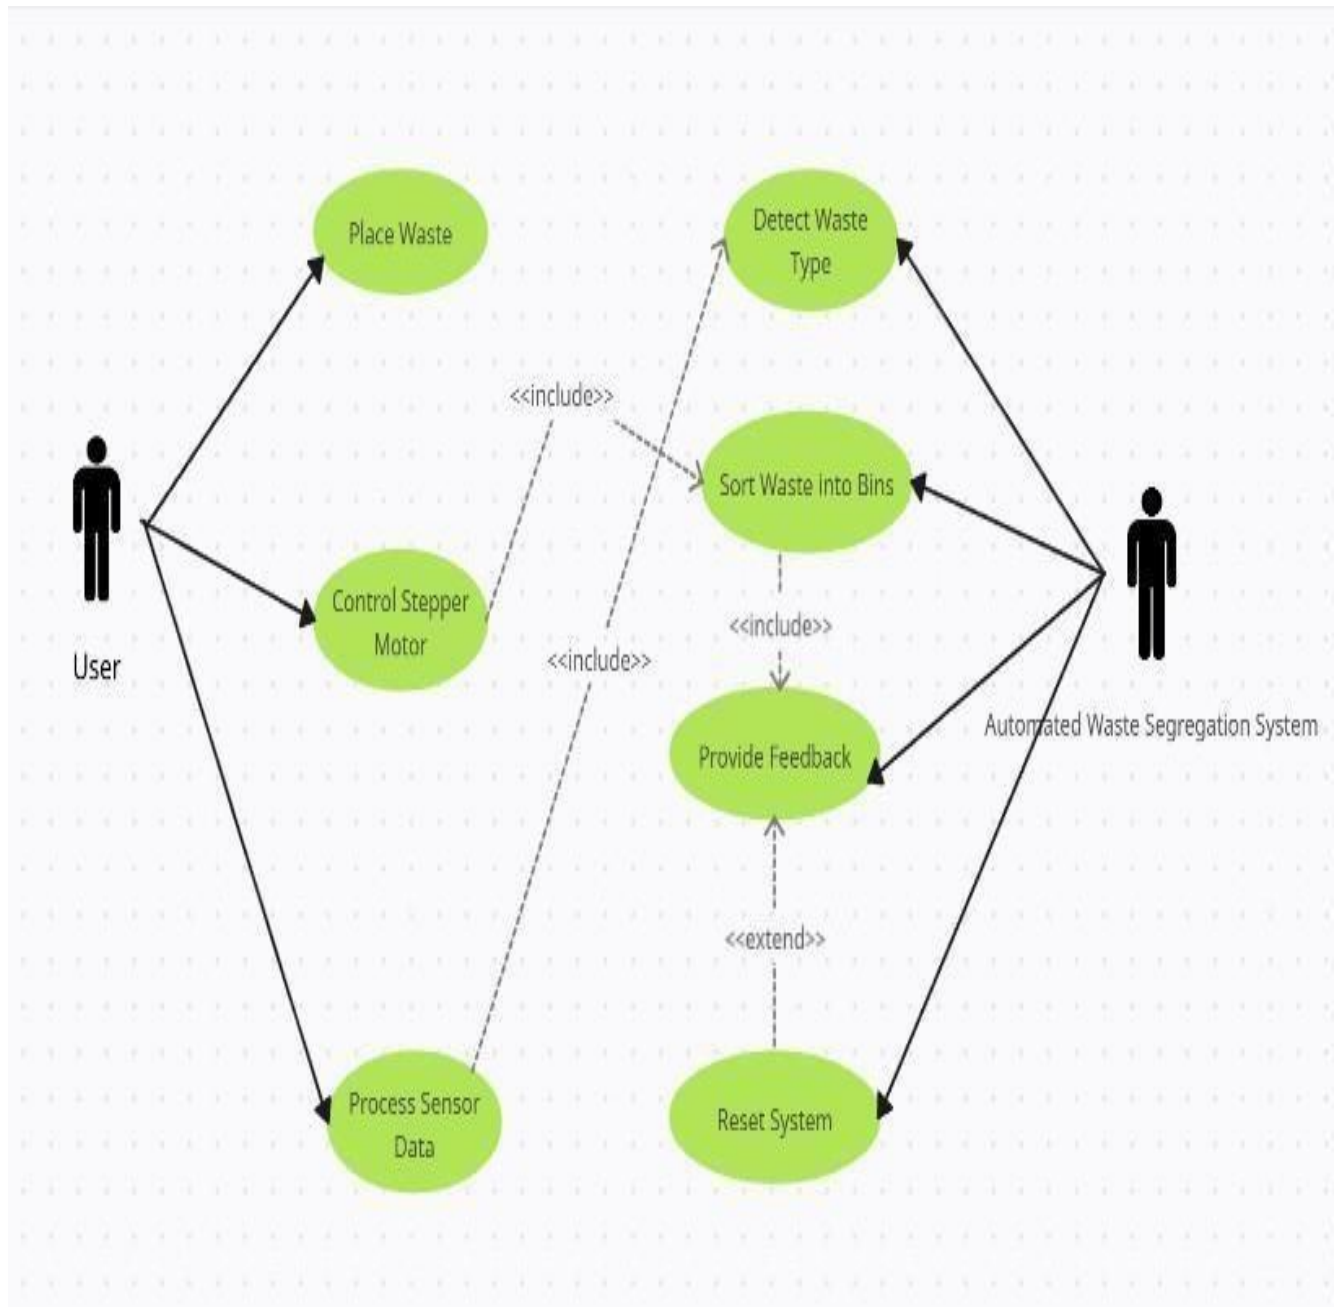 Place Waste
Detect Waste
Type
<<include>>
Sort Waste into Bins
Control Stepper
Motor
User
<<include>>
<<include>>
Automated Waste Segregation System
Provide Feedback
<<extend>>
Process Sensor
Data
Reset System